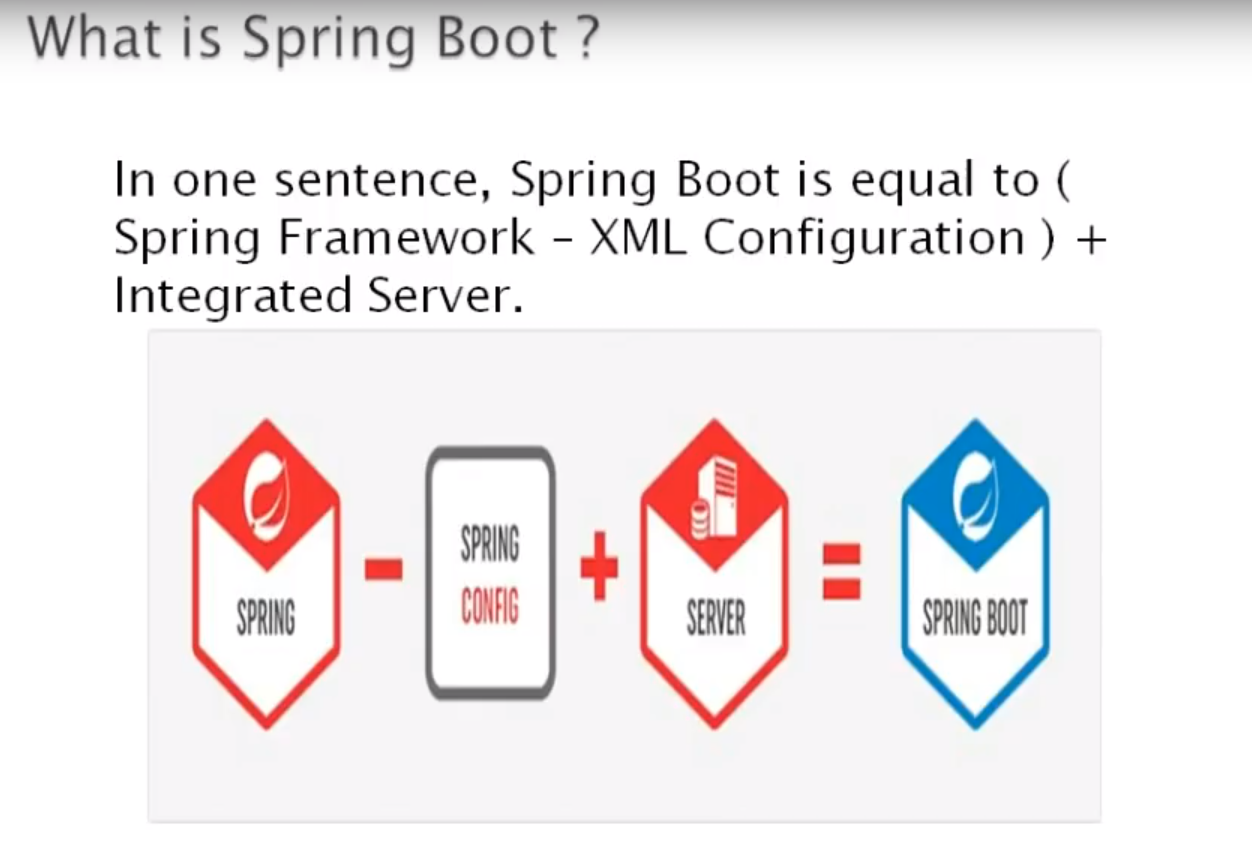 What is Spring Boot ?
In one sentence, Spring Boot is equal to (
Spring Framework – XML Configuration ) +
Integrated Server.
SPRING
-
SPRING
CONFIG
+
SERVER
=
SPRING BOOT